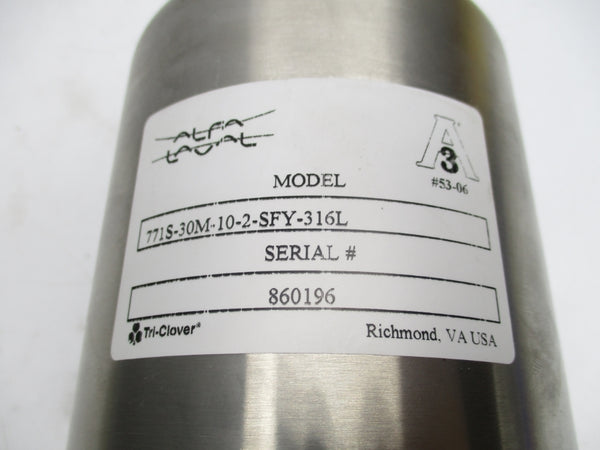 ALFA
LAVAL
A
3
#53-06
MODEL
771S-30M-10-2-SFY-316L
SERIAL #
860196
Tri-Clover®
Richmond, VA USA